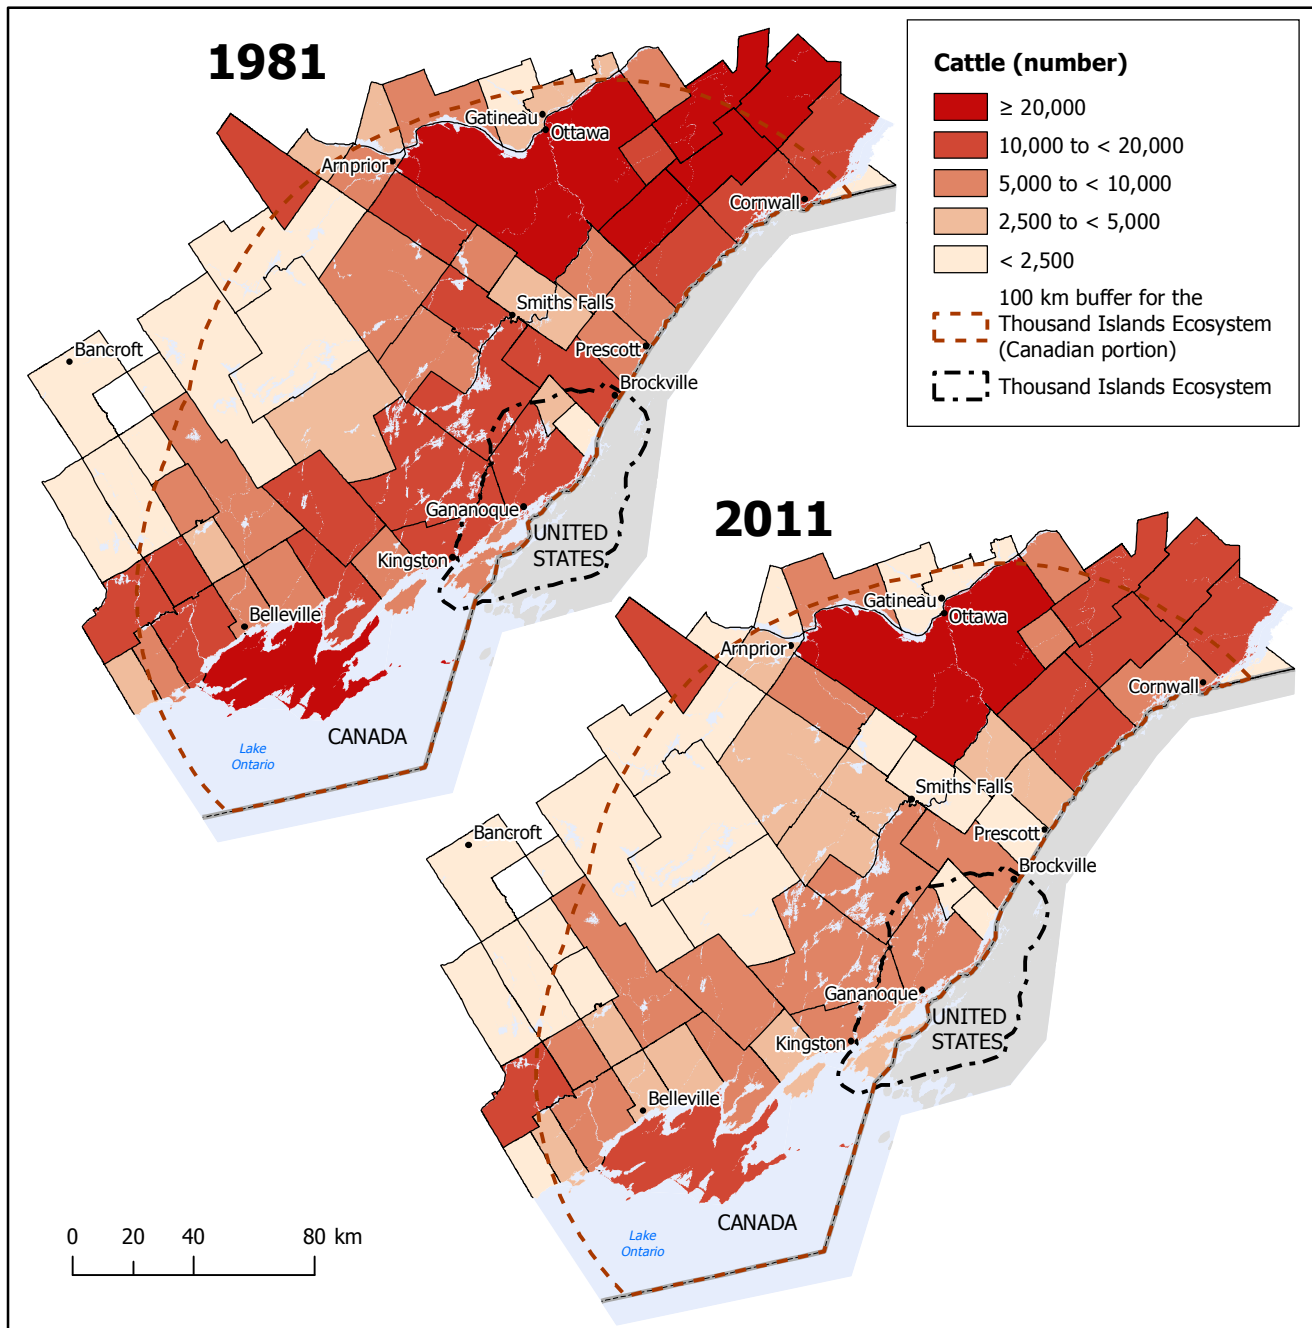 1981
Cattle (number)
≥ 20,000
10,000 to < 20,000
5,000 to < 10,000
2,500 to < 5,000
< 2,500
100 km buffer for the
Thousand Islands Ecosystem
(Canadian portion)
Thousand Islands Ecosystem
Gatineau
Ottawa
Arnprior
Cornwall
Smiths Falls
Bancroft
Prescott
Brockville
Gananoque
UNITED
STATES
Kingston
Belleville
CANADA
Lake
Ontario
2011
Gatineau
Ottawa
Arnprior
Cornwall
Smiths Falls
Bancroft
Prescott
Brockville
Gananoque
UNITED
STATES
Kingston
Belleville
CANADA
Lake
Ontario
0 20 40 80 km